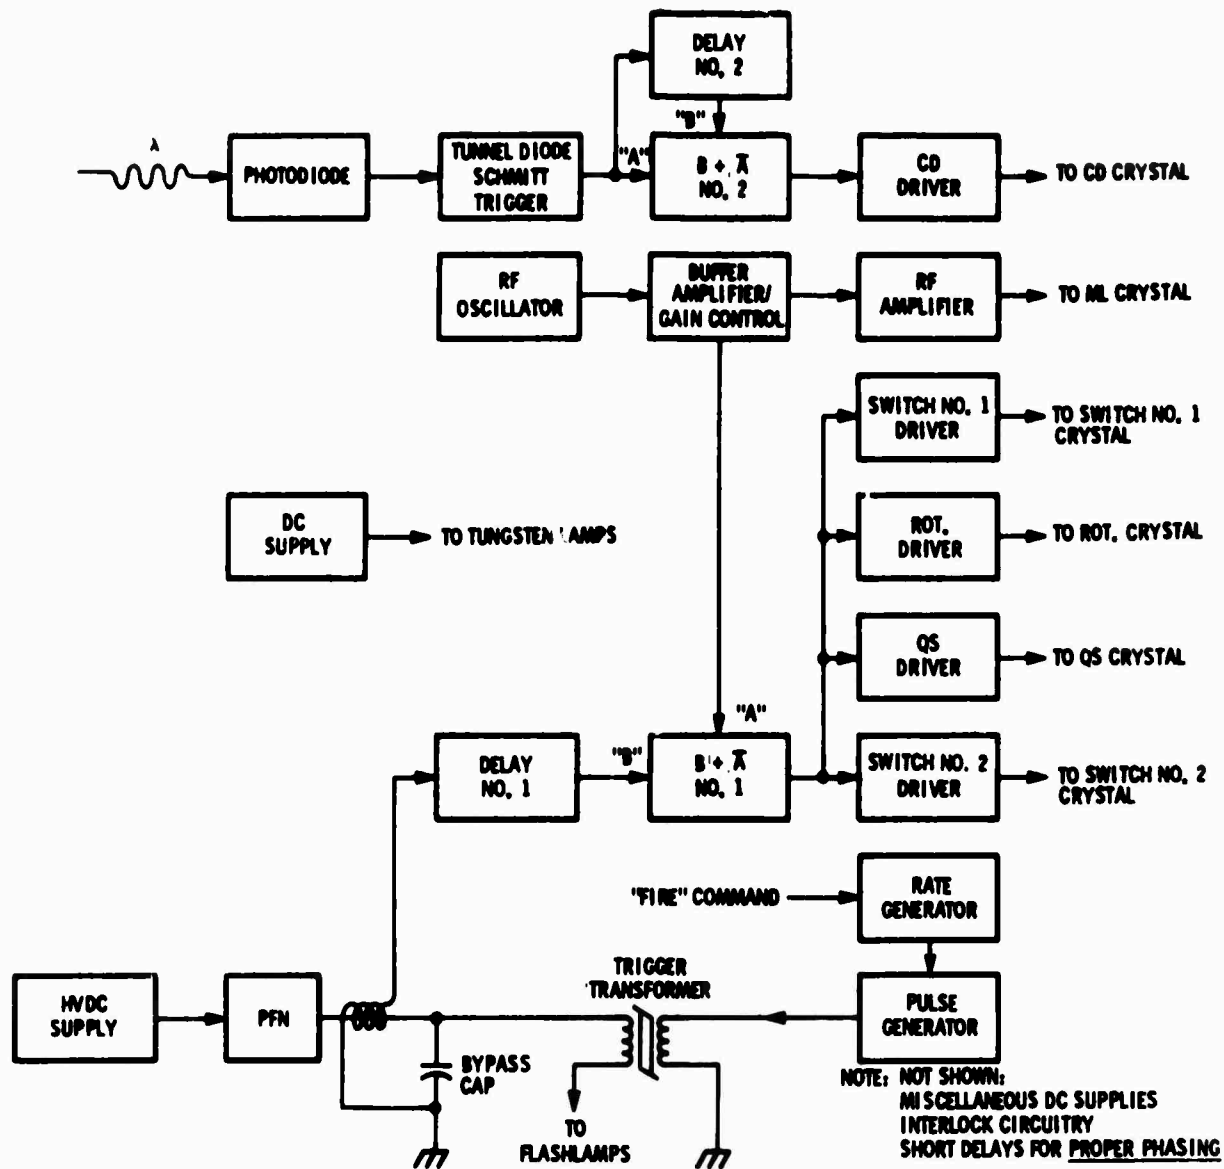 DELAY
NO. 2
"B"
λ
PHOTODIODE
TUNNEL DIODE
SCHMITT
TRIGGER
"A"
B + A̅
NO. 2
CD
DRIVER
TO CD CRYSTAL
RF
OSCILLATOR
BUFFER
AMPLIFIER/
GAIN CONTROL
RF
AMPLIFIER
TO ML CRYSTAL
SWITCH NO. 1
DRIVER
TO SWITCH NO. 1
CRYSTAL
DC
SUPPLY
TO TUNGSTEN LAMPS
ROT.
DRIVER
TO ROT. CRYSTAL
QS
DRIVER
TO QS CRYSTAL
"A"
DELAY
NO. 1
"B"
B + A̅
NO. 1
SWITCH NO. 2
DRIVER
TO SWITCH NO. 2
CRYSTAL
"FIRE" COMMAND
RATE
GENERATOR
HVDC
SUPPLY
PFN
TRIGGER
TRANSFORMER
PULSE
GENERATOR
BYPASS
CAP
TO
FLASHLAMPS
NOTE: NOT SHOWN:
MISCELLANEOUS DC SUPPLIES
INTERLOCK CIRCUITRY
SHORT DELAYS FOR PROPER PHASING